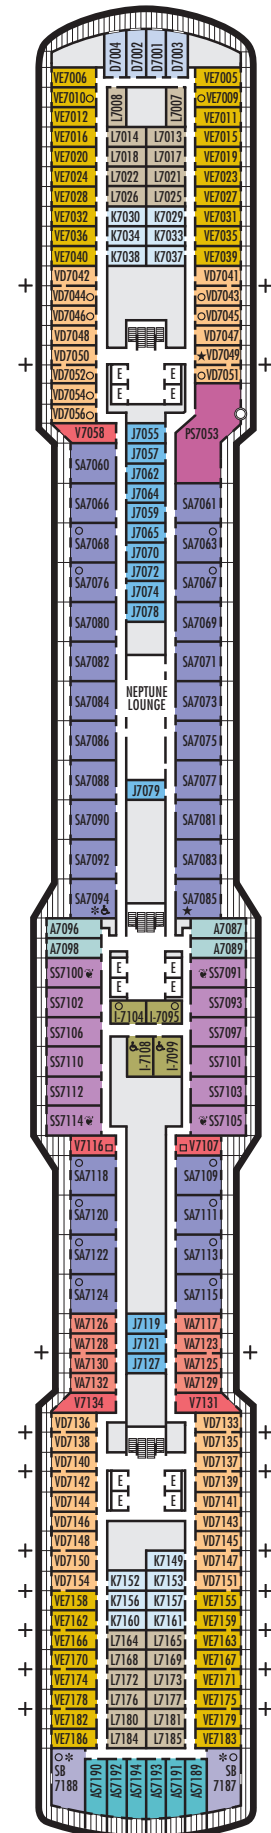 D7004 D7002 D7001 D7003
VE7006 VE7005
VE7010 L7008 L7007 VE7009
VE7012 VE7011
VE7016 L7014 L7013 VE7015
VE7020 L7018 L7017 VE7019
VE7024 L7022 L7021 VE7023
VE7028 L7026 L7025 VE7027
VE7032 K7030 K7029 VE7031
VE7036 K7034 K7033 VE7035
VE7040 K7038 K7037 VE7039
VD7042 VD7041
VD7044 VD7043
VD7046 VD7045
VD7048 VD7047
VD7050 ★VD7049
VD7052 E E VD7051
VD7054 E E
VD7056
V7058 J7055 PS7053
J7057
SA7060 J7062
J7064
SA7066 J7059 SA7061
J7065
SA7068 J7070 SA7063
J7072
SA7076 J7074 SA7067
J7078
SA7080 SA7069
SA7082 SA7071
SA7084 NEPTUNE SA7073
LOUNGE
SA7086 SA7075
SA7088 J7079 SA7077
SA7090 SA7081
SA7092 SA7083
SA7094 SA7085
✻♿ ★
A7096 A7087
A7098 A7089
SS7100 E E SS7091
SS7102 E E SS7093
I-7104 I-7095
SS7106 SS7097
SS7110 I-7108 I-7099 SS7101
SS7112 SS7103
SS7114 SS7105
V7116 V7107
SA7118 SA7109
SA7120 SA7111
SA7122 SA7113
SA7124 SA7115
VA7126 J7119 VA7117
VA7128 J7121 VA7123
VA7130 J7127 VA7125
VA7132 VA7129
V7134 V7131
VD7136 VD7133
VD7138 VD7135
VD7140 VD7137
VD7142 E E VD7139
VD7144 E E VD7141
VD7146 VD7143
VD7148 VD7145
VD7150 K7149 VD7147
VD7154 K7152 K7153 VD7151
VE7158 K7156 K7157 VE7155
VE7162 K7160 K7161 VE7159
VE7166 L7164 L7165 VE7163
VE7170 L7168 L7169 VE7167
VE7174 L7172 L7173 VE7171
VE7178 L7176 L7177 VE7175
VE7182 L7180 L7181 VE7179
VE7186 L7184 L7185 VE7183
SB SB
7188 7187
AS7190 AS7192 AS7194 AS7193 AS7191 AS7189